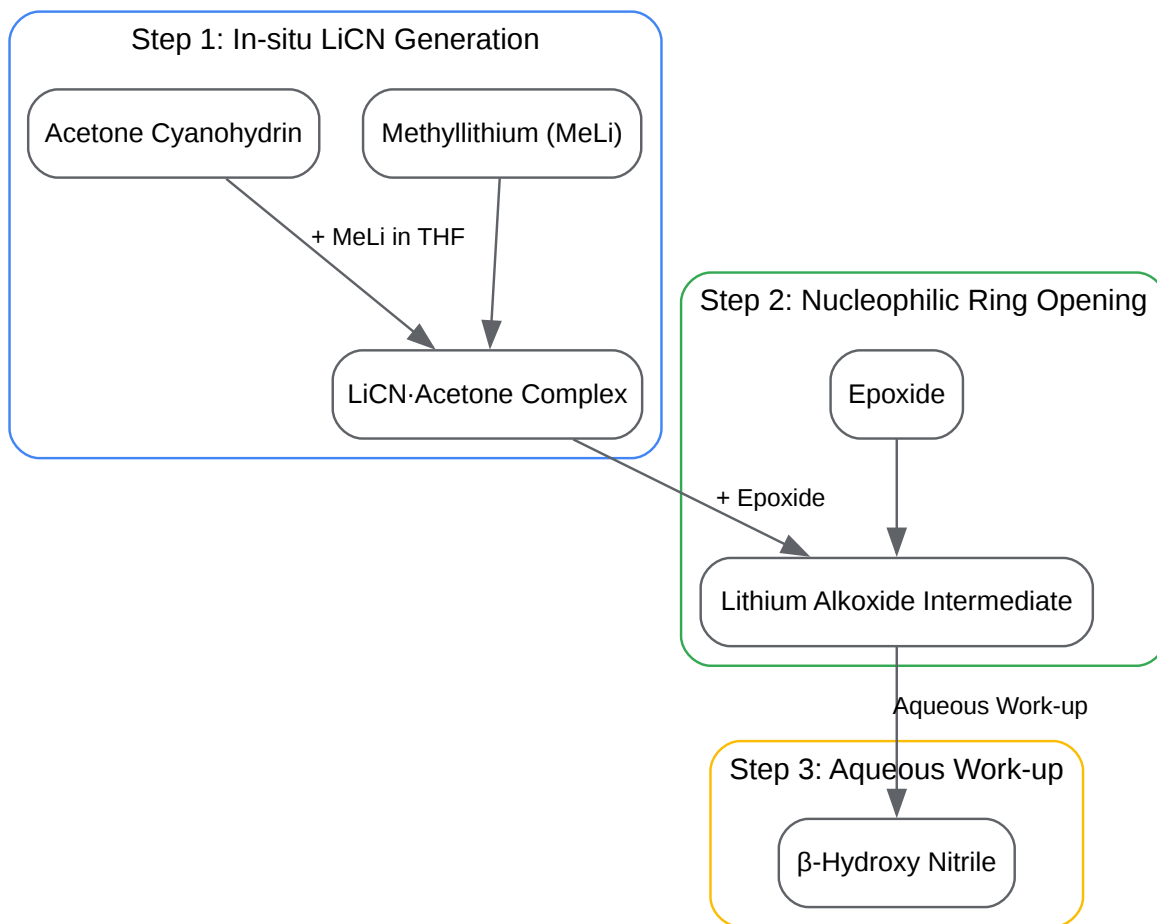 Step 1: In-situ LiCN Generation
Acetone Cyanohydrin
Methyllithium (MeLi)
+ MeLi in THF
LiCN·Acetone Complex
Step 2: Nucleophilic Ring Opening
Epoxide
+ Epoxide
Lithium Alkoxide Intermediate
Aqueous Work-up
Step 3: Aqueous Work-up
β-Hydroxy Nitrile